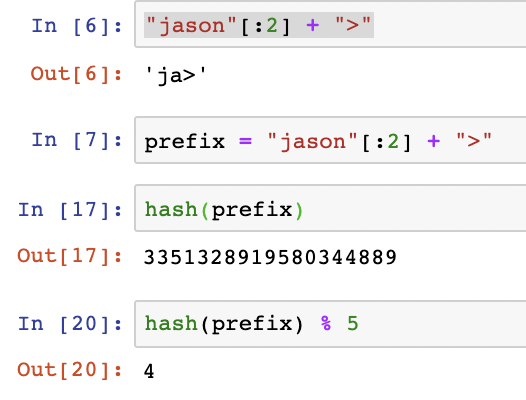 In [6]: "jason"[:2] + ">"
Out[6]: 'ja>'
In [7]: prefix = "jason"[:2] + ">"
In [17]: hash(prefix)
Out[17]: 3351328919580344889
In [20]: hash(prefix) % 5
Out[20]: 4